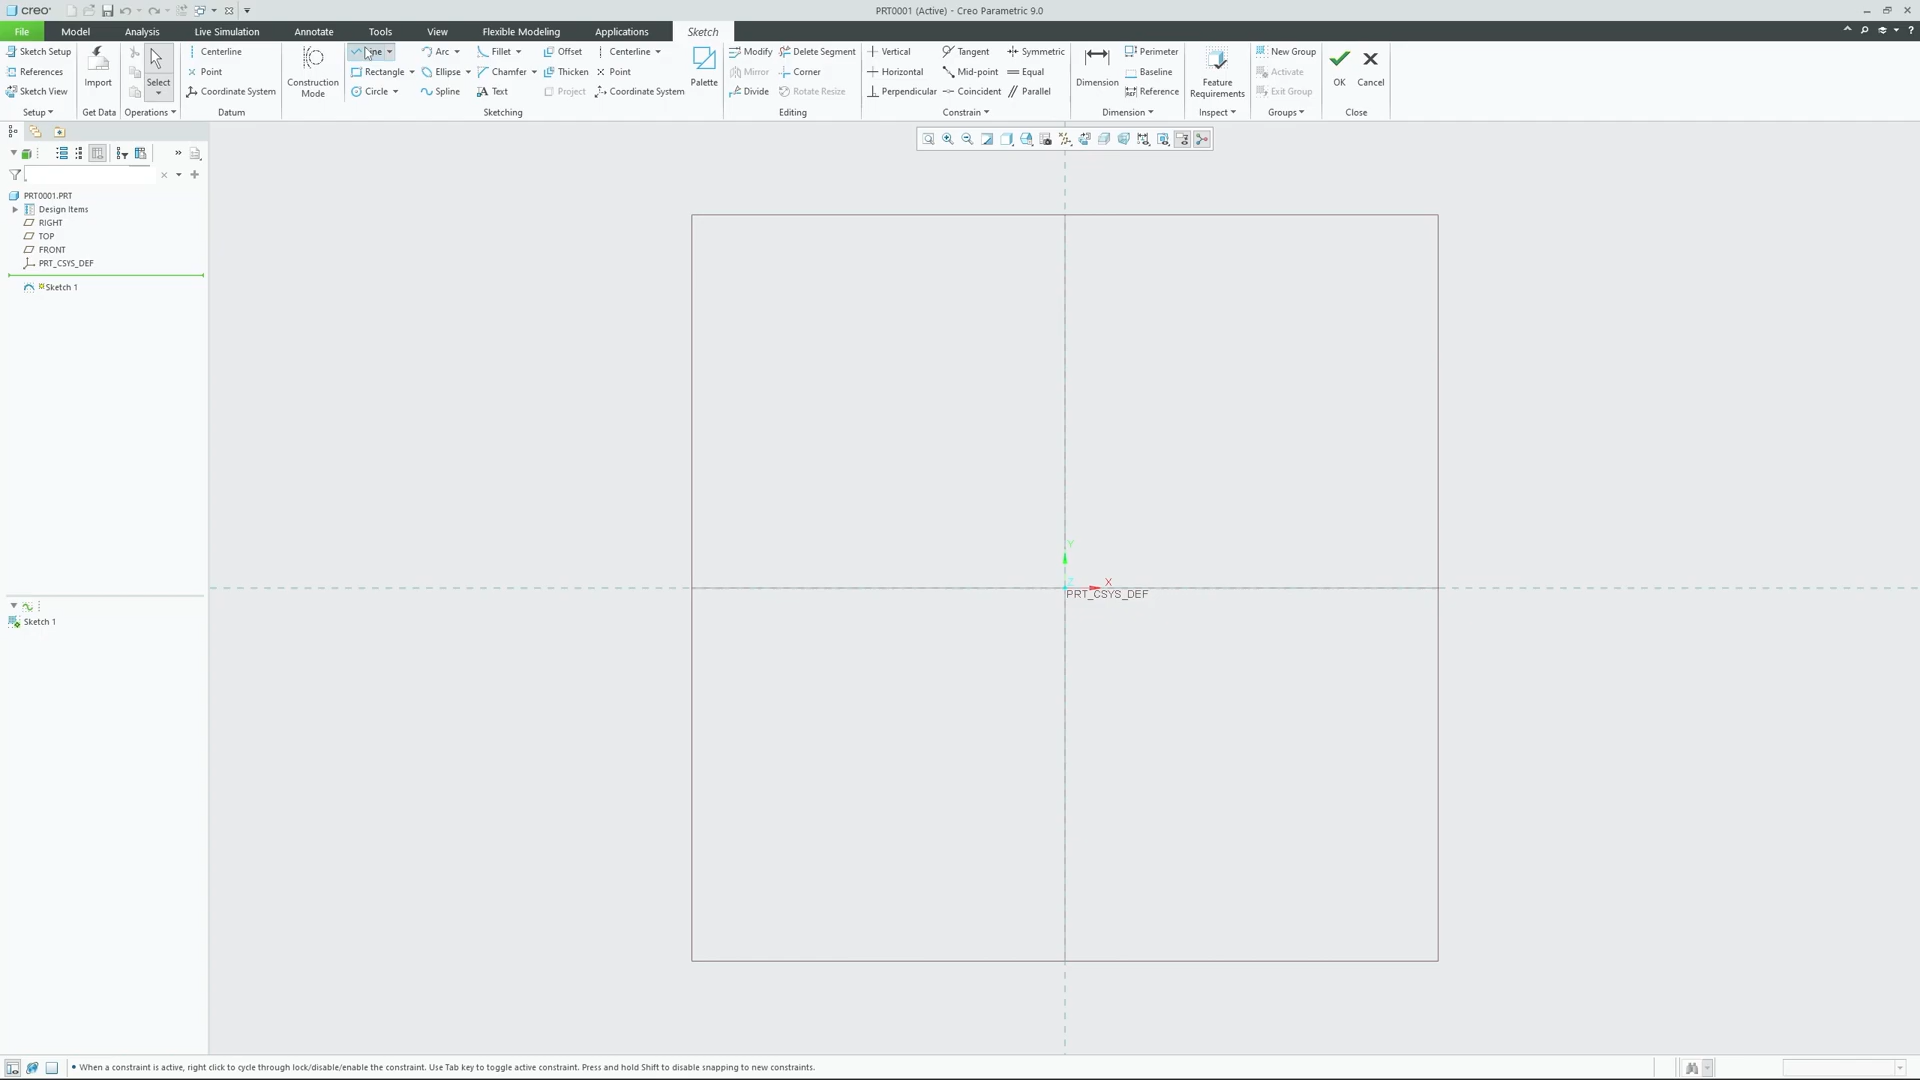 creo
PRT0001 (Active) - Creo Parametric 9.0
File Model Analysis Live Simulation Annotate Tools View Flexible Modeling Applications Sketch
Sketch Setup
References
Sketch View
Setup
Import
Get Data
Select
Operations
Centerline
Point
Coordinate System
Datum
Construction Mode
Rectangle
Circle
Arc
Ellipse
Spline
Fillet
Chamfer
Text
Offset
Thicken
Project
Centerline
Point
Coordinate System
Sketching
Palette
Modify
Mirror
Divide
Delete Segment
Corner
Rotate Resize
Editing
Vertical
Horizontal
Perpendicular
Tangent
Mid-point
Coincident
Symmetric
Equal
Parallel
Constrain
Dimension
Perimeter
Baseline
Reference
Dimension
Feature Requirements
Inspect
New Group
Activate
Exit Group
Groups
OK
Cancel
Close
PRT0001.PRT
Design Items
RIGHT
TOP
FRONT
PRT_CSYS_DEF
Sketch 1
Sketch 1
Y
Z
X
PRT_CSYS_DEF
• When a constraint is active, right click to cycle through lock/disable/enable the constraint. Use Tab key to toggle active constraint. Press and hold Shift to disable snapping to new constraints.